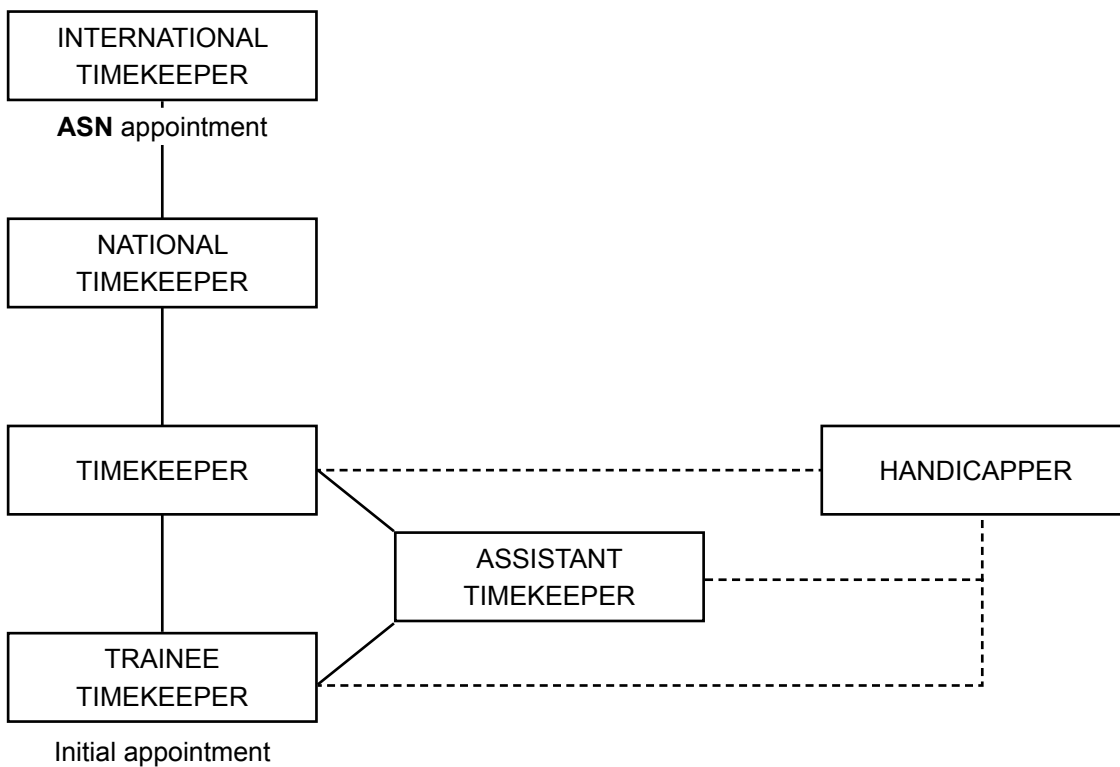 INTERNATIONAL
TIMEKEEPER
ASN appointment
NATIONAL
TIMEKEEPER
TIMEKEEPER
HANDICAPPER
ASSISTANT
TIMEKEEPER
TRAINEE
TIMEKEEPER
Initial appointment